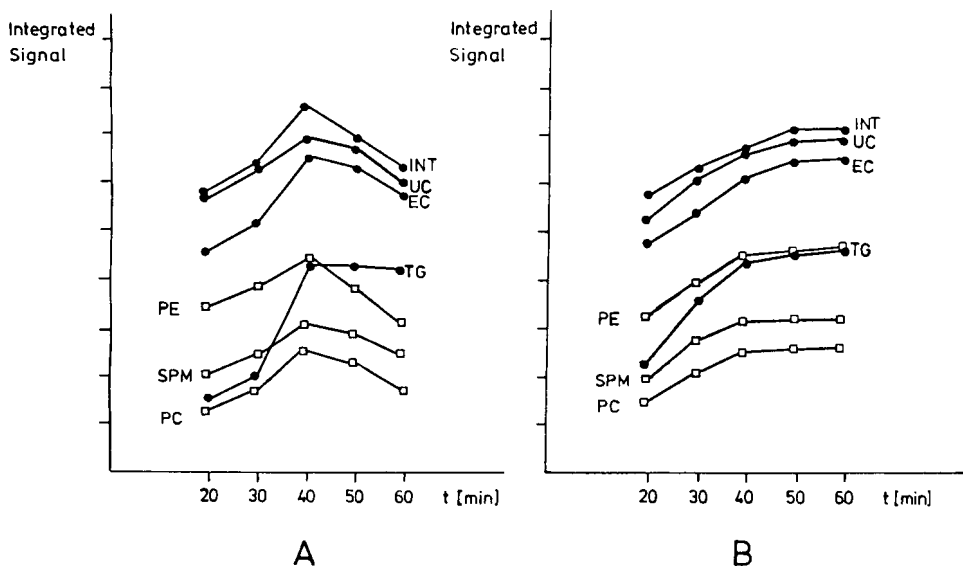 Integrated
Signal
INT
UC
EC
TG
PE
SPM
PC
20 30 40 50 60 t [min]
A
Integrated
Signal
INT
UC
EC
TG
PE
SPM
PC
20 30 40 50 60 t [min]
B